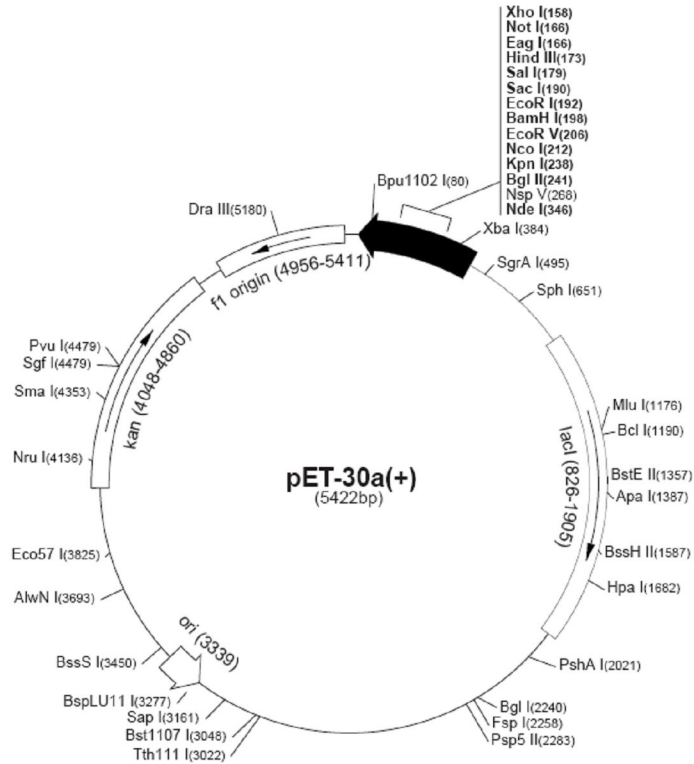 Xho I(158)
Not I(166)
Eag I(166)
Hind III(173)
Sal I(179)
Sac I(190)
EcoR I(192)
BamH I(198)
EcoR V(206)
Nco I(212)
Kpn I(238)
Bgl II(241)
Nsp V(268)
Nde I(346)
Bpu1102 I(80)
Dra III(5180)
Xba I(384)
SgrA I(495)
Sph I(651)
f1 origin (4956-5411)
Pvu I(4479)
Sgf I(4479)
Sma I(4353)
Nru I(4136)
kan (4048-4860)
Mlu I(1176)
Bcl I(1190)
BstE II(1357)
Apa I(1387)
BssH II(1587)
Hpa I(1682)
lacI (826-1905)
pET-30a(+)
(5422bp)
Eco57 I(3825)
AlwN I(3693)
ori (3339)
BssS I(3450)
BspLU11 I(3277)
Sap I(3161)
Bst1107 I(3048)
Tth111 I(3022)
PshA I(2021)
Bgl I(2240)
Fsp I(2258)
Psp5 II(2283)